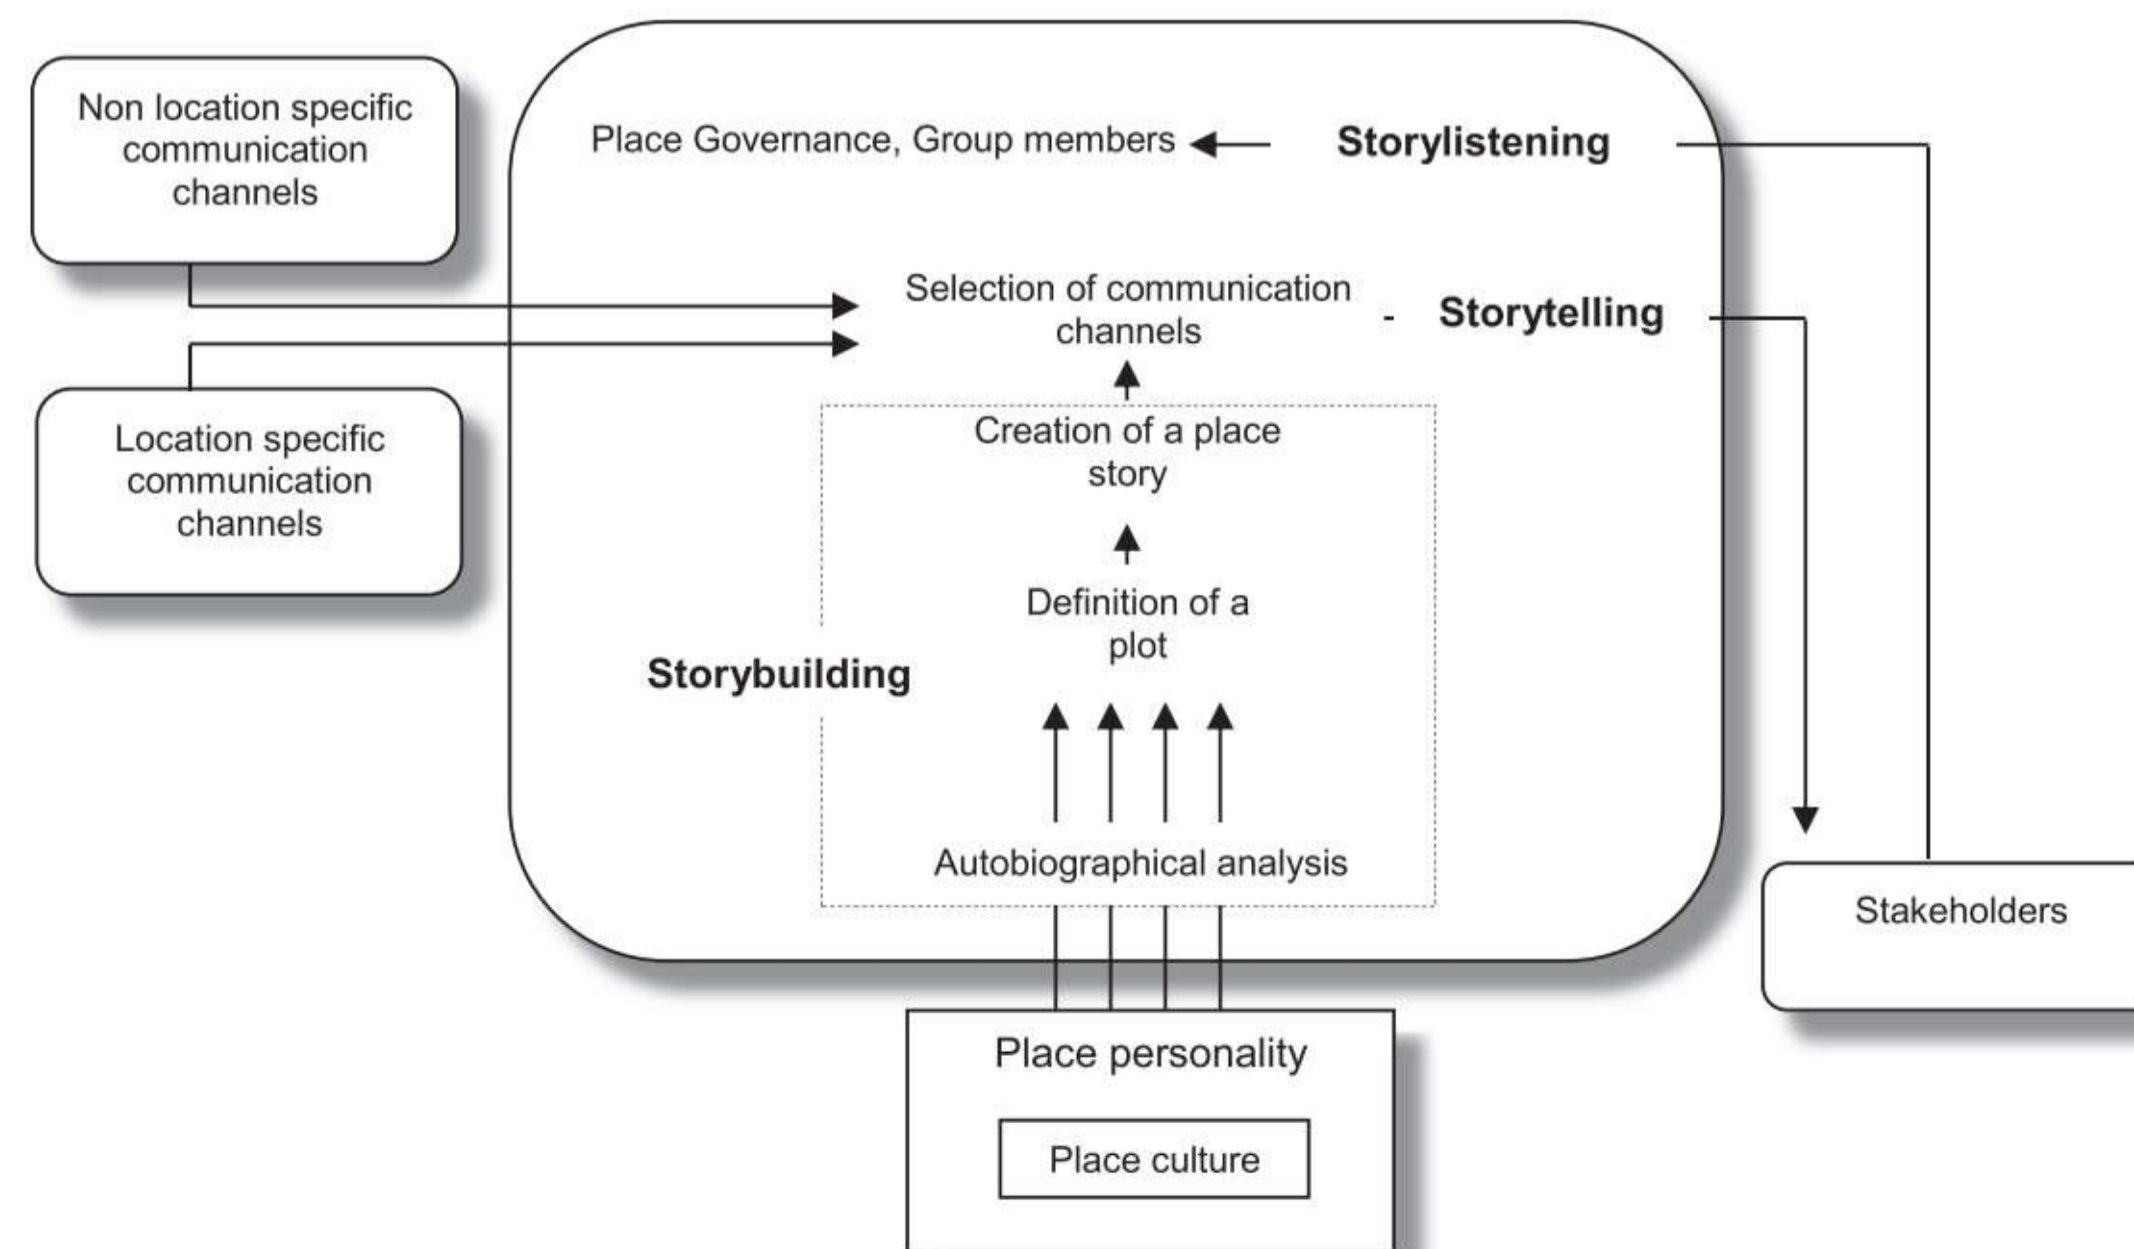 Non location specific
communication
channels
Place Governance, Group members
Storylistening
Selection of communication
channels
- Storytelling
Location specific
communication
channels
Creation of a place
story
Definition of a
plot
Storybuilding
Autobiographical analysis
Stakeholders
Place personality
Place culture